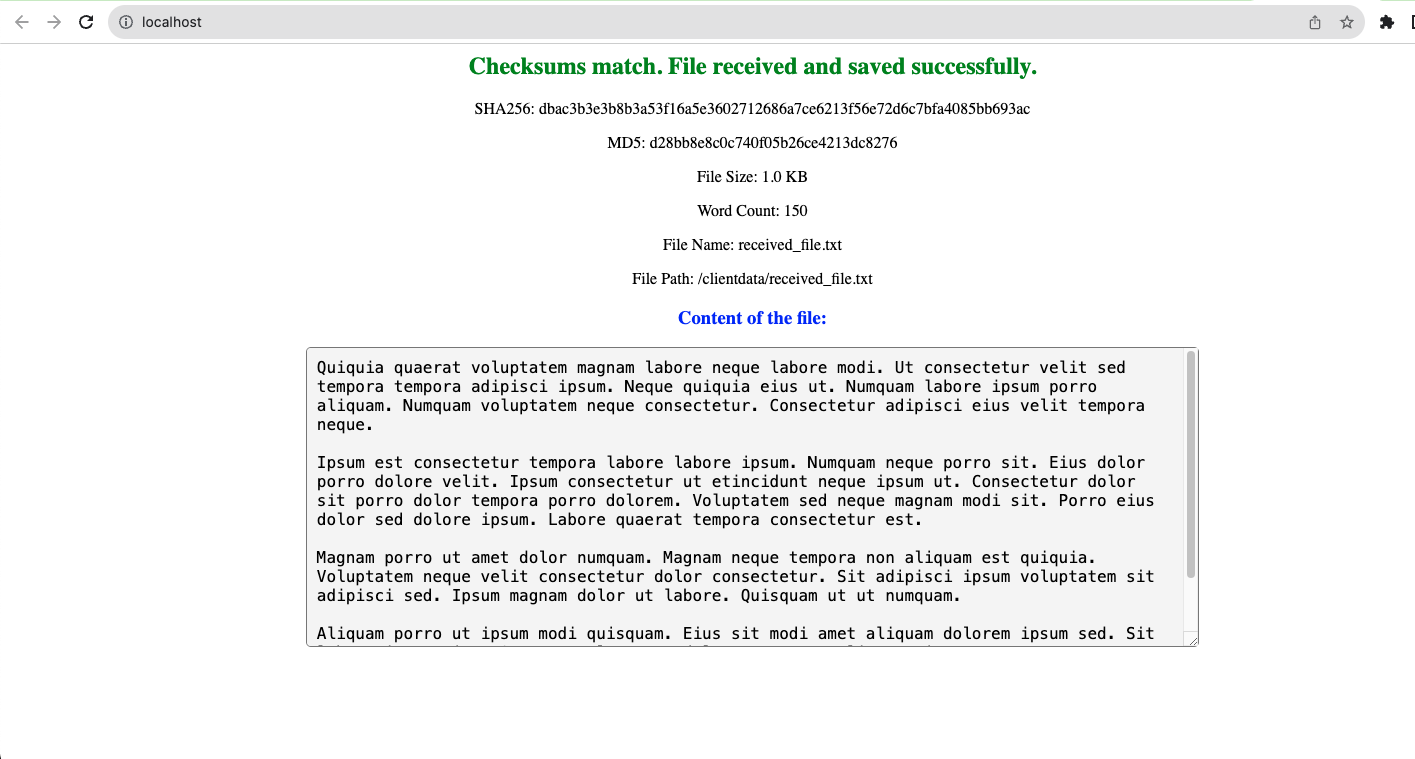 localhost
Checksums match. File received and saved successfully.
SHA256: dbac3b3e3b8b3a53f16a5e3602712686a7ce6213f56e72d6c7bfa4085bb693ac
MD5: d28bb8e8c0c740f05b26ce4213dc8276
File Size: 1.0 KB
Word Count: 150
File Name: received_file.txt
File Path: /clientdata/received_file.txt
Content of the file:
Quiquia quaerat voluptatem magnam labore neque labore modi. Ut consectetur velit sed
tempora tempora adipisci ipsum. Neque quiquia eius ut. Numquam labore ipsum porro
aliquam. Numquam voluptatem neque consectetur. Consectetur adipisci eius velit tempora
neque.
Ipsum est consectetur tempora labore labore ipsum. Numquam neque porro sit. Eius dolor
porro dolore velit. Ipsum consectetur ut etincidunt neque ipsum ut. Consectetur dolor
sit porro dolor tempora porro dolorem. Voluptatem sed neque magnam modi sit. Porro eius
dolor sed dolore ipsum. Labore quaerat tempora consectetur est.
Magnam porro ut amet dolor numquam. Magnam neque tempora non aliquam est quiquia.
Voluptatem neque velit consectetur dolor consectetur. Sit adipisci ipsum voluptatem sit
adipisci sed. Ipsum magnam dolor ut labore. Quisquam ut ut numquam.
Aliquam porro ut ipsum modi quisquam. Eius sit modi amet aliquam dolorem ipsum sed. Sit